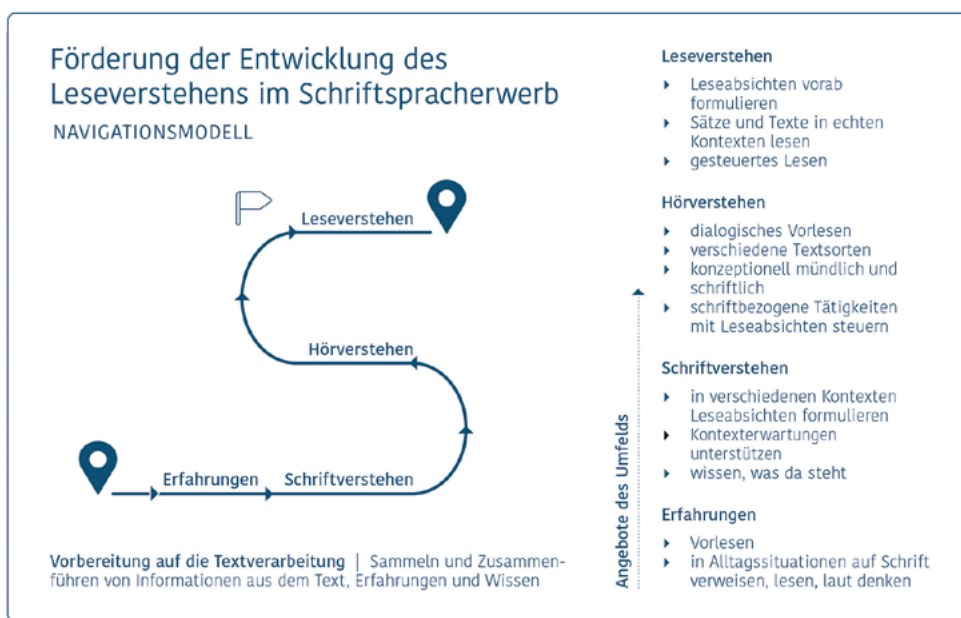 Förderung der Entwicklung des
Leseverstehens im Schriftspracherwerb
NAVIGATIONSMODELL
Leseverstehen
Hörverstehen
Erfahrungen
Schriftverstehen
Vorbereitung auf die Textverarbeitung | Sammeln und Zusammen-
führen von Informationen aus dem Text, Erfahrungen und Wissen
Angebote des Umfelds
Leseverstehen
Leseabsichten vorab
formulieren
Sätze und Texte in echten
Kontexten lesen
gesteuertes Lesen
Hörverstehen
dialogisches Vorlesen
verschiedene Textsorten
konzeptionell mündlich und
schriftlich
schriftbezogene Tätigkeiten
mit Leseabsichten steuern
Schriftverstehen
in verschiedenen Kontexten
Leseabsichten formulieren
Kontexterwartungen
unterstützen
wissen, was da steht
Erfahrungen
Vorlesen
in Alltagssituationen auf Schrift
verweisen, lesen, laut denken